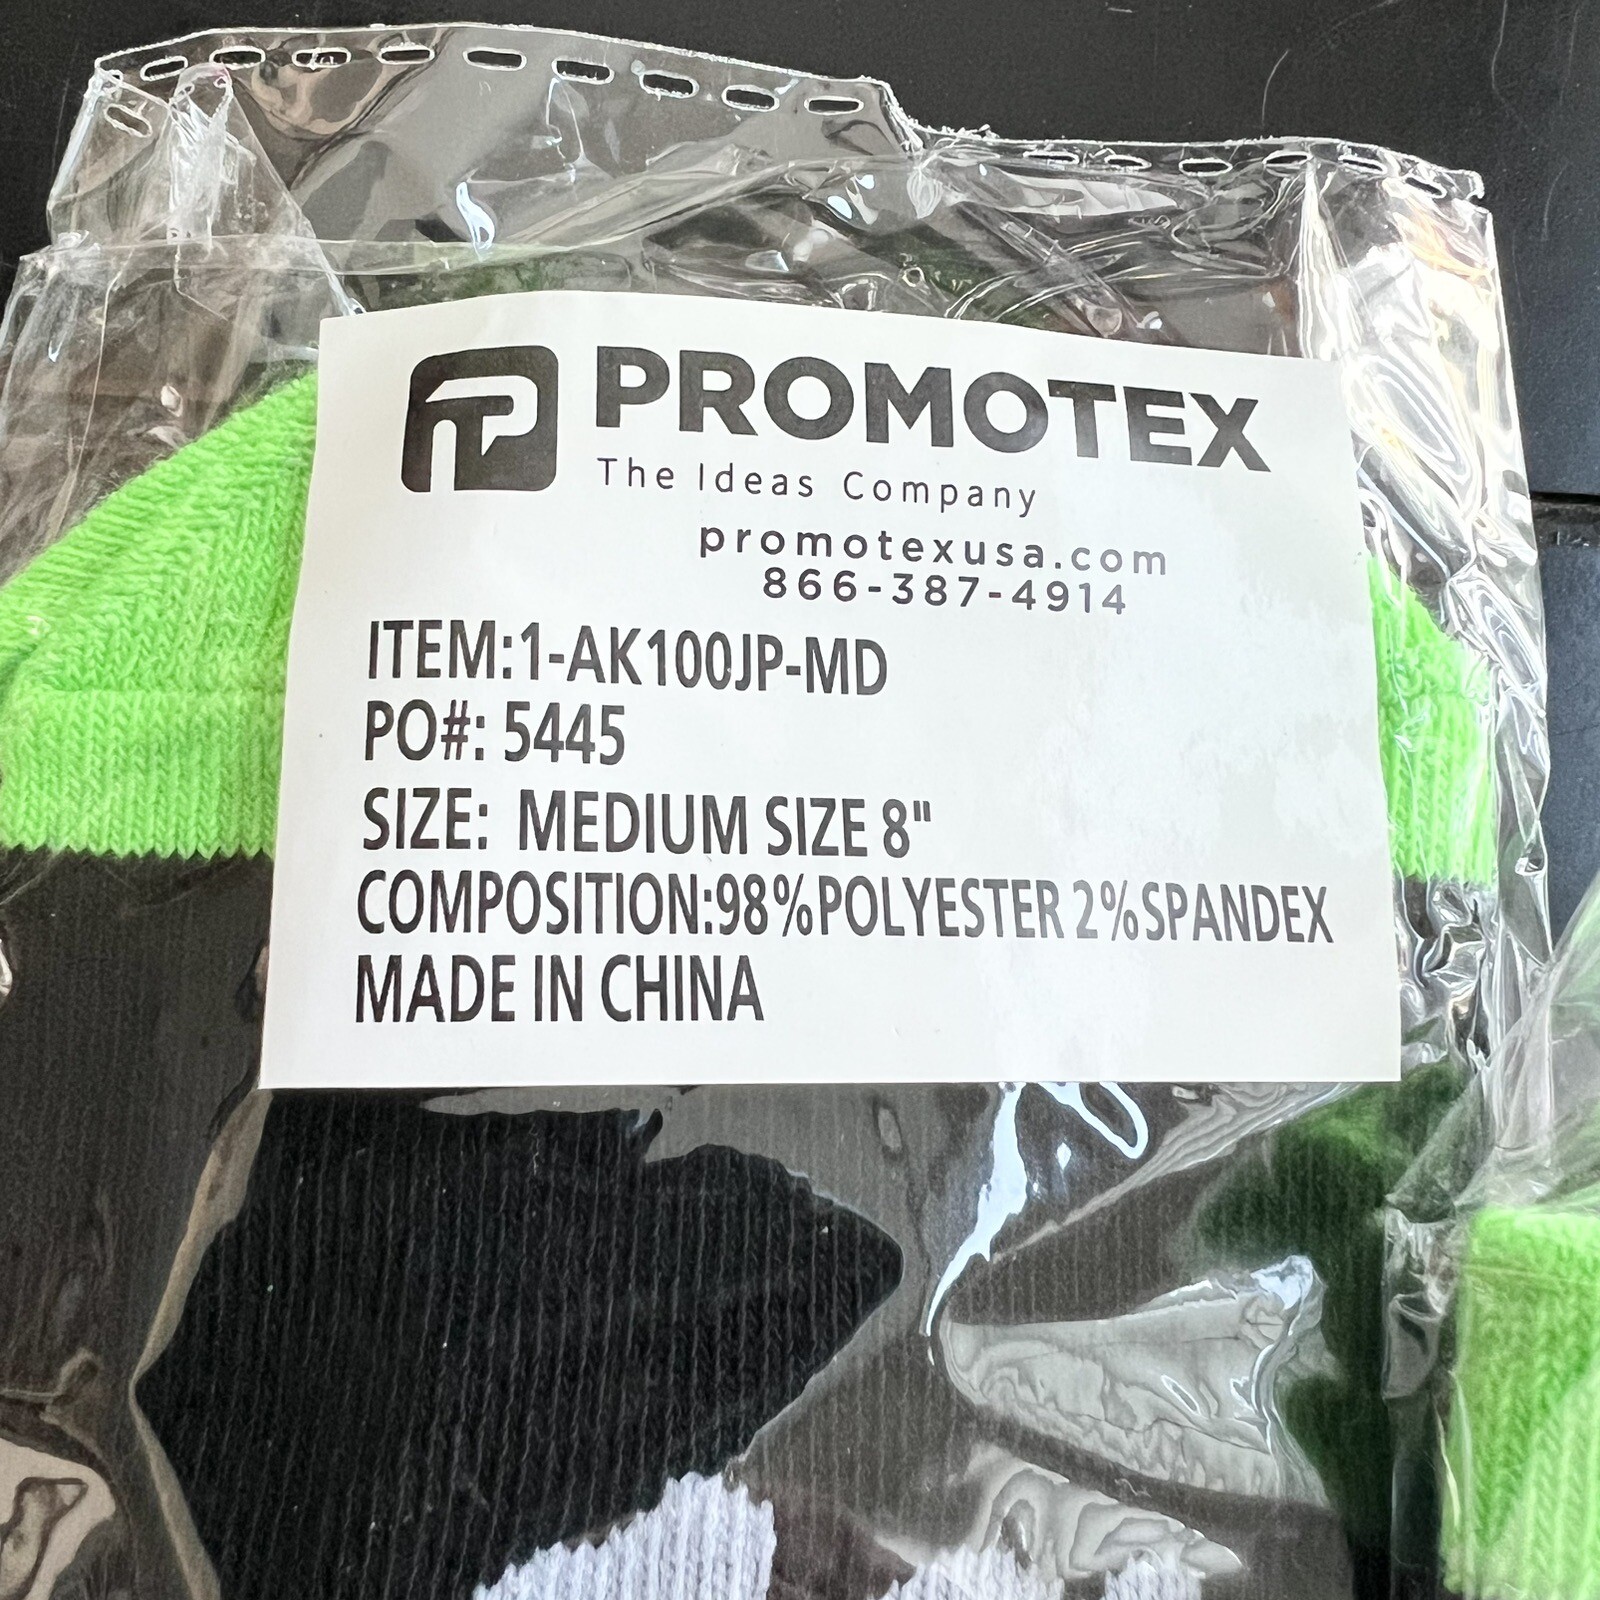 PROMOTEX
The Ideas Company
promotexusa.com
866-387-4914
ITEM:1-AK100JP-MD
PO#: 5445
SIZE: MEDIUM SIZE 8"
COMPOSITION:98%POLYESTER 2%SPANDEX
MADE IN CHINA